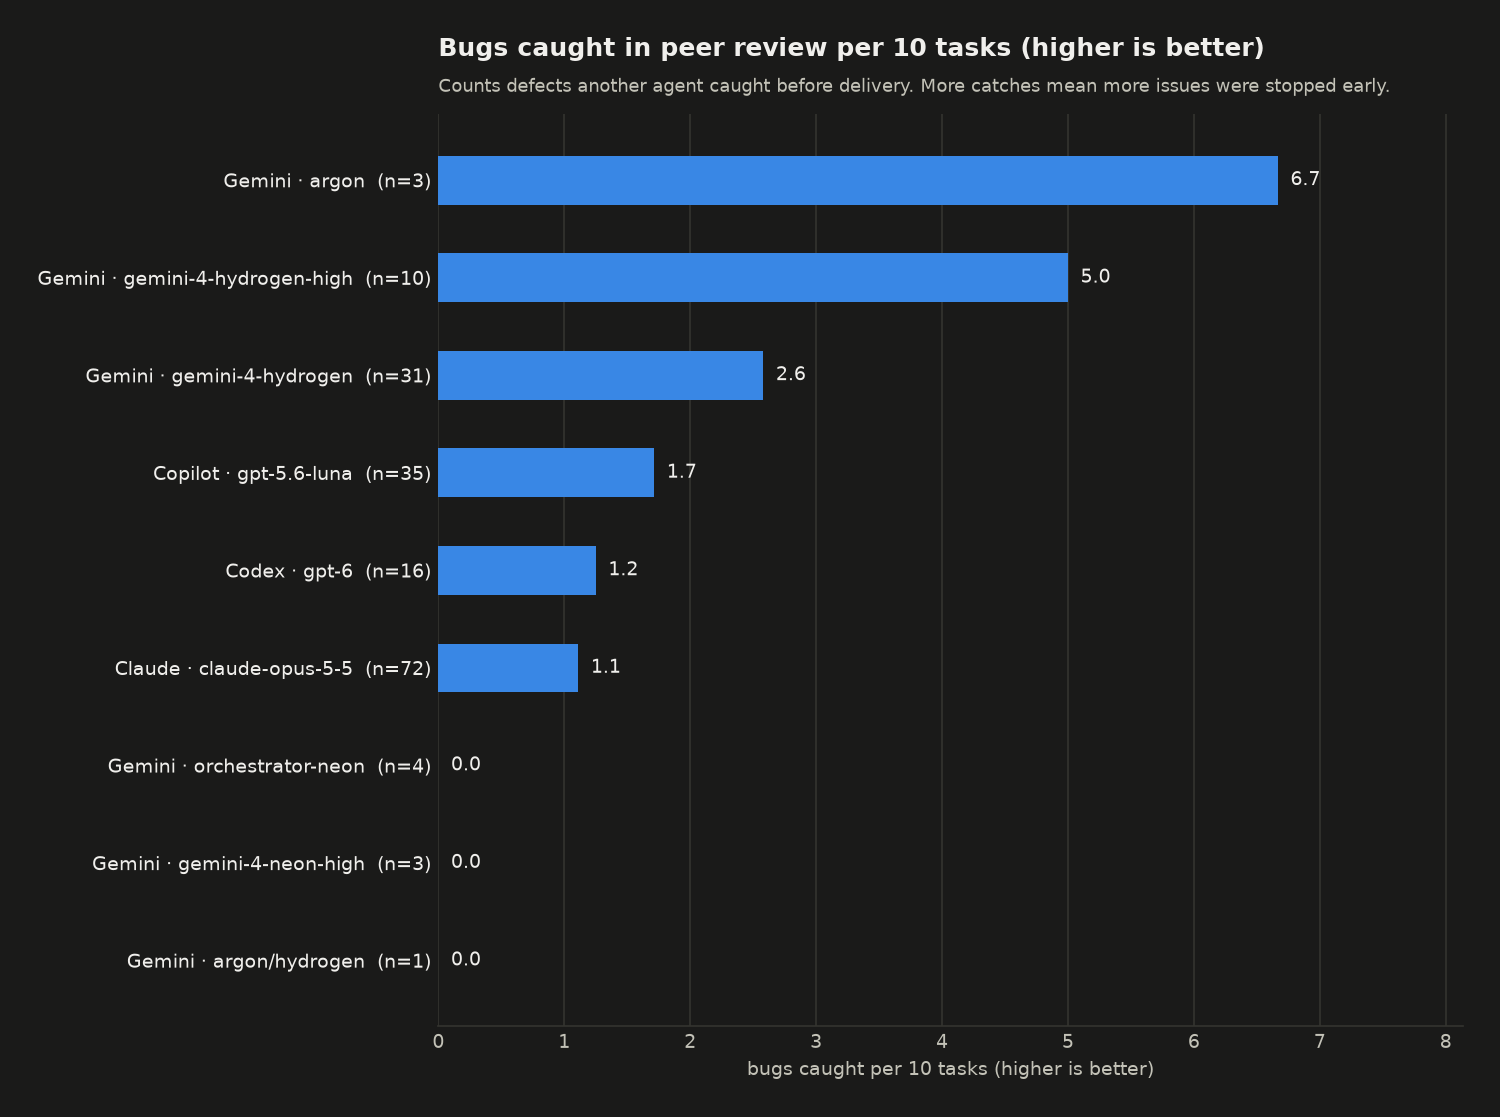 Bugs caught in peer review per 10 tasks (higher is better)
Counts defects another agent caught before delivery. More catches mean more issues were stopped early.
Gemini · argon  (n=3)
6.7
Gemini · gemini-4-hydrogen-high  (n=10)
5.0
Gemini · gemini-4-hydrogen  (n=31)
2.6
Copilot · gpt-5.6-luna  (n=35)
1.7
Codex · gpt-6  (n=16)
1.2
Claude · claude-opus-5-5  (n=72)
1.1
Gemini · orchestrator-neon  (n=4)
0.0
Gemini · gemini-4-neon-high  (n=3)
0.0
Gemini · argon/hydrogen  (n=1)
0.0
0 1 2 3 4 5 6 7 8
bugs caught per 10 tasks (higher is better)